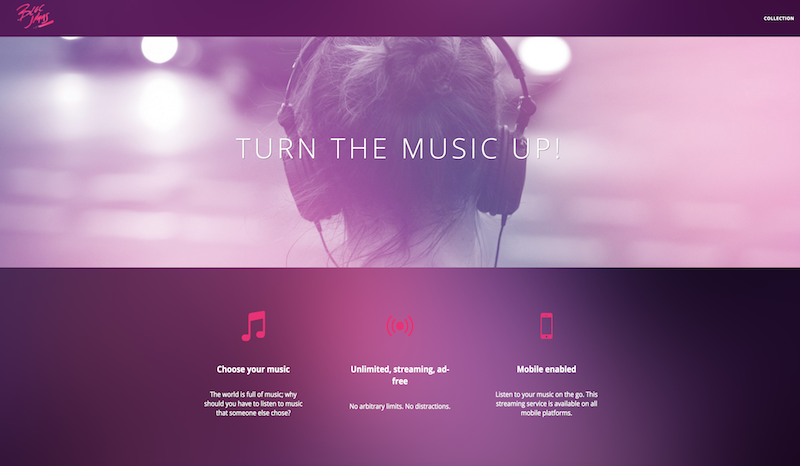 Bloc
Jams
COLLECTION
TURN THE MUSIC UP!
Choose your music
The world is full of music; why
should you have to listen to music
that someone else chose?
Unlimited, streaming, ad-
free
No arbitrary limits. No distractions.
Mobile enabled
Listen to your music on the go. This
streaming service is available on all
mobile platforms.